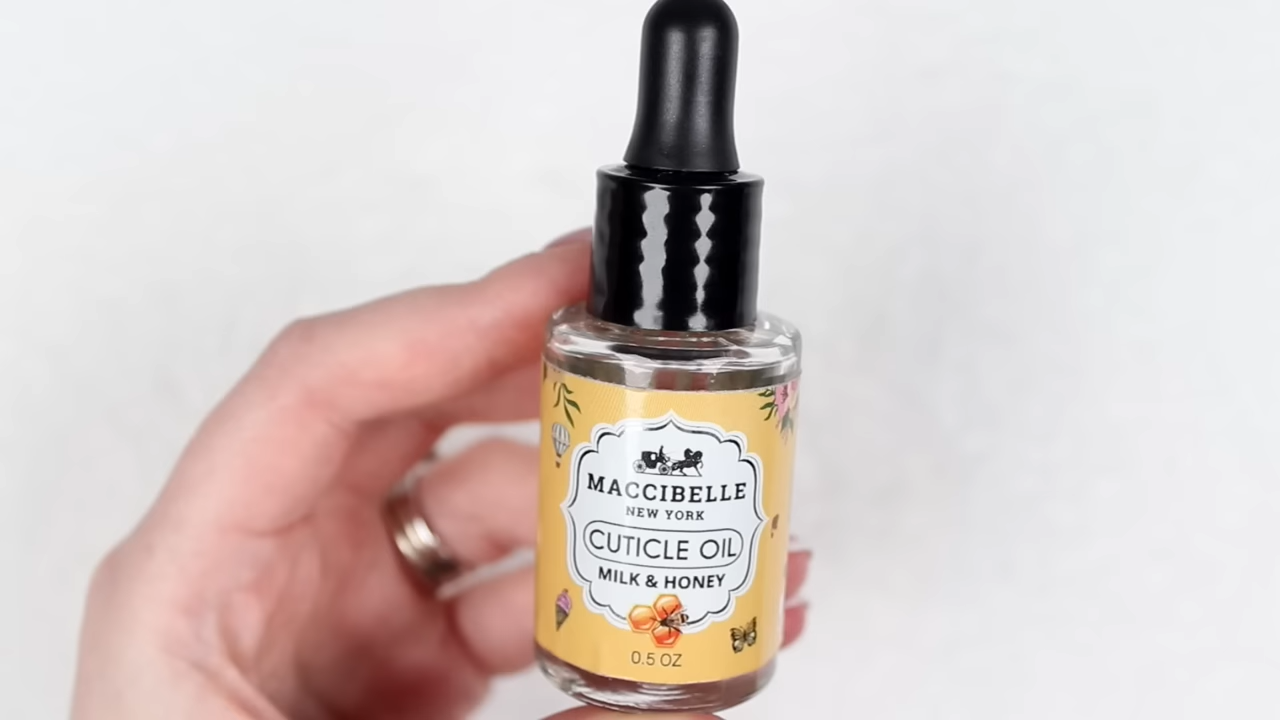 MACCIBELLE
NEW YORK
CUTICLE OIL
MILK & HONEY
0.5 OZ